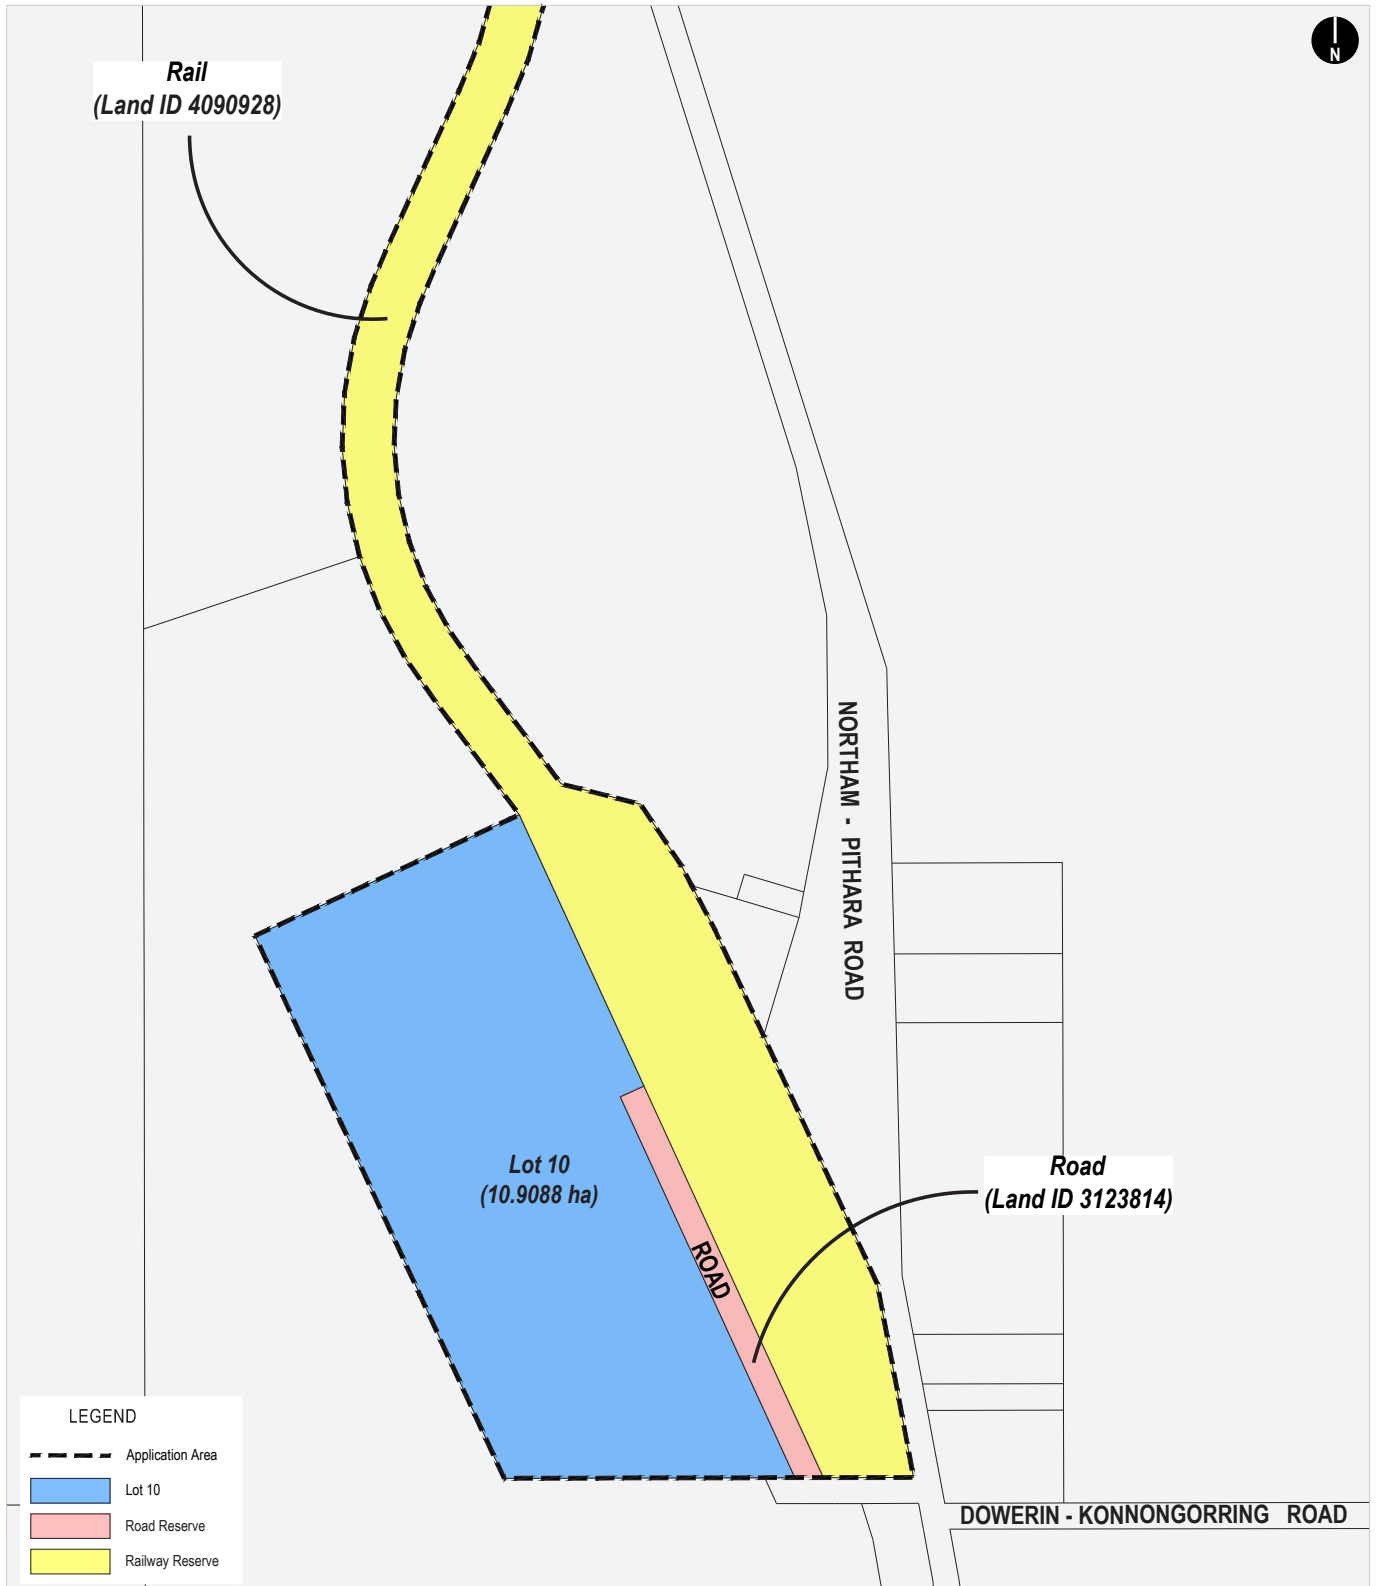 N
Rail
(Land ID 4090928)
NORTHAM - PITHARA ROAD
Lot 10
(10.9088 ha)
Road
(Land ID 3123814)
ROAD
LEGEND
Application Area
Lot 10
Road Reserve
Railway Reserve
DOWERIN - KONNONGORRING ROAD